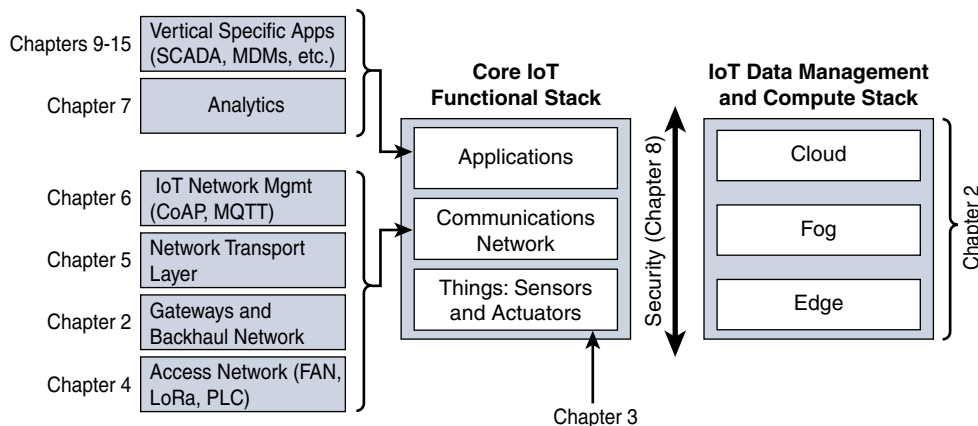 Chapters 9-15
Vertical Specific Apps
(SCADA, MDMs, etc.)
Chapter 7
Analytics
Chapter 6
IoT Network Mgmt
(CoAP, MQTT)
Chapter 5
Network Transport
Layer
Chapter 2
Gateways and
Backhaul Network
Chapter 4
Access Network (FAN,
LoRa, PLC)
Core IoT
Functional Stack
Applications
Communications
Network
Things: Sensors
and Actuators
Chapter 3
Security (Chapter 8)
IoT Data Management
and Compute Stack
Cloud
Fog
Edge
Chapter 2